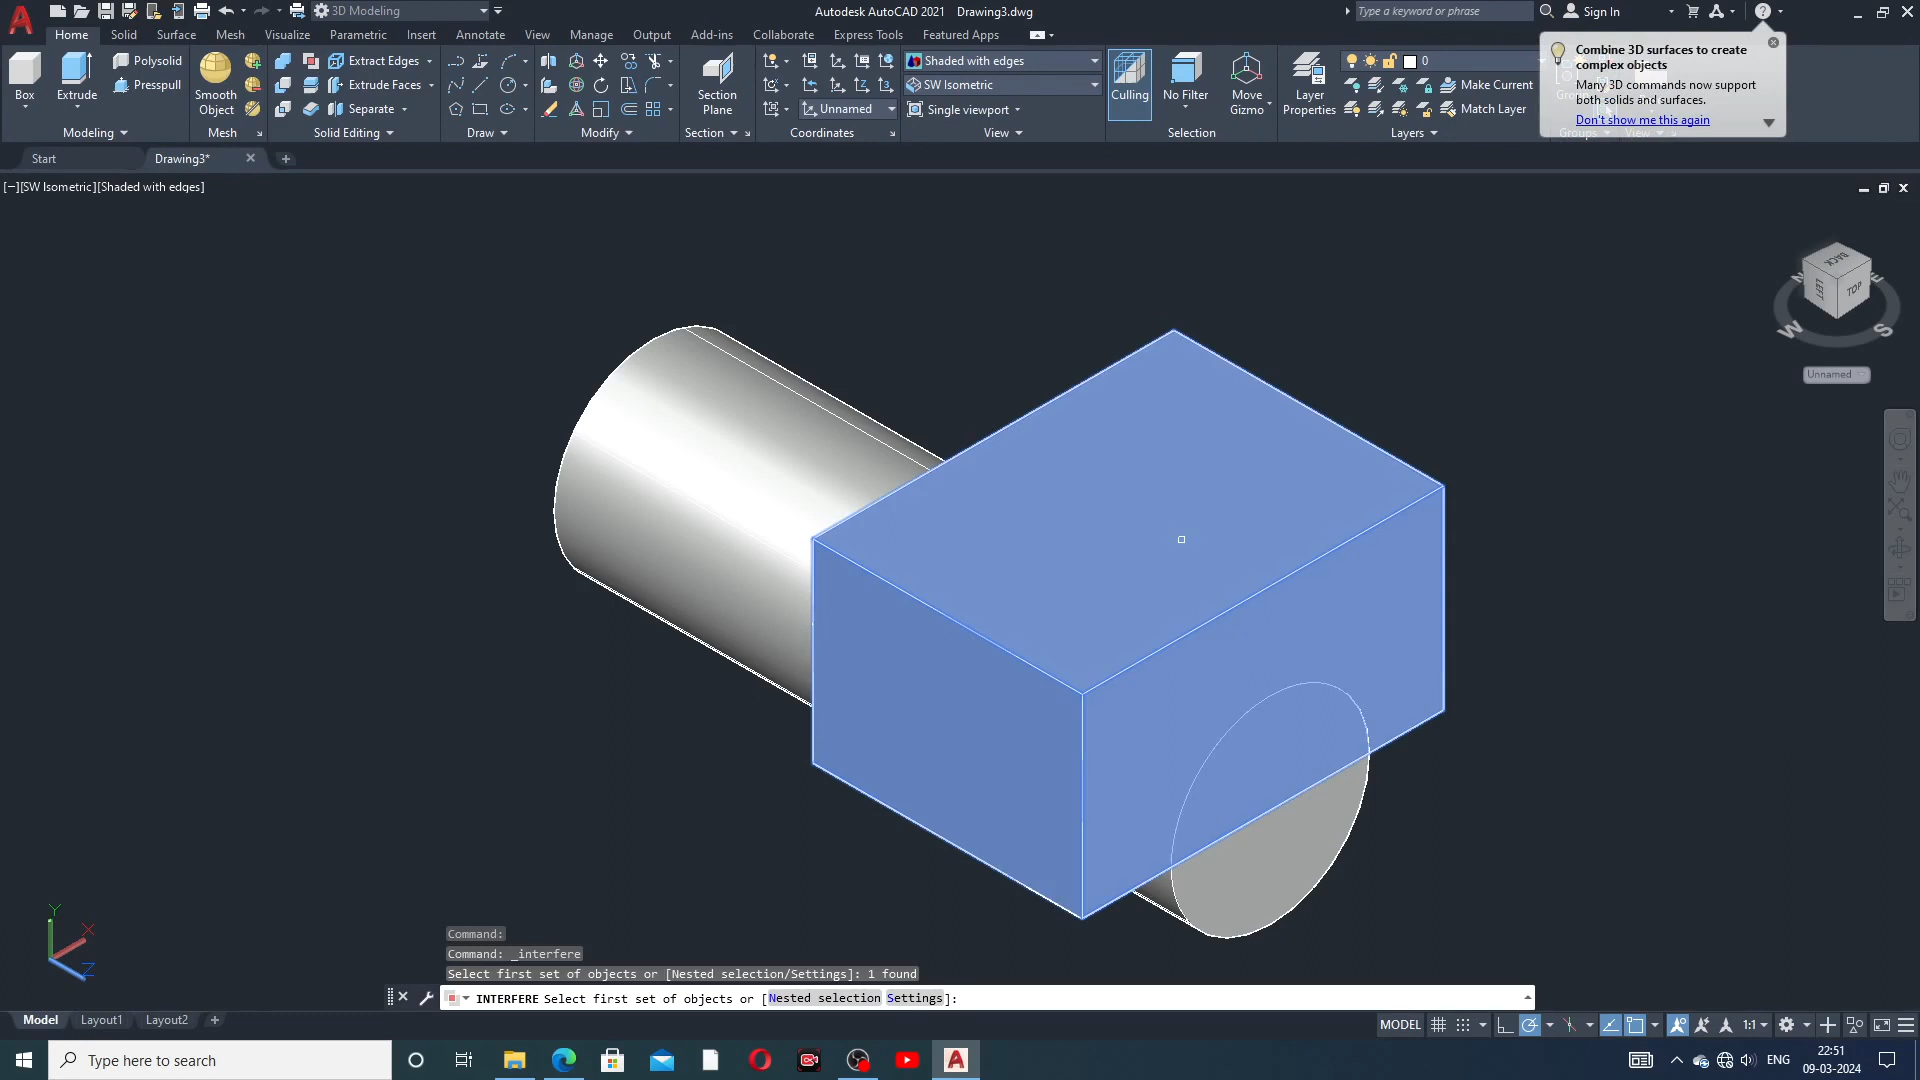 3D Modeling
Autodesk AutoCAD 2021 Drawing3.dwg
Type a keyword or phrase
Sign In
Home Solid Surface Mesh Visualize Parametric Insert Annotate View Manage Output Add-ins Collaborate Express Tools Featured Apps
Box
Extrude
Polysolid
Presspull
Modeling
Smooth
Object
Mesh
Extract Edges
Extrude Faces
Separate
Solid Editing
Draw
Modify
Section
Plane
Section
Unnamed
Coordinates
Shaded with edges
SW Isometric
Single viewport
View
Culling
No Filter
Move
Gizmo
Selection
Layer
Properties
0
Make Current
Match Layer
Layers
Groups
View
Combine 3D surfaces to create
complex objects
Many 3D commands now support
both solids and surfaces.
Don't show me this again
Start
Drawing3*
[−][SW Isometric][Shaded with edges]
N
E
W
S
BACK
LEFT
TOP
Unnamed
Y
X
Z
Command:
Command: _interfere
Select first set of objects or [Nested selection/Settings]: 1 found
INTERFERE Select first set of objects or [Nested selection Settings]:
Model Layout1 Layout2
MODEL
1:1
Type here to search
ENG
22:51
09-03-2024